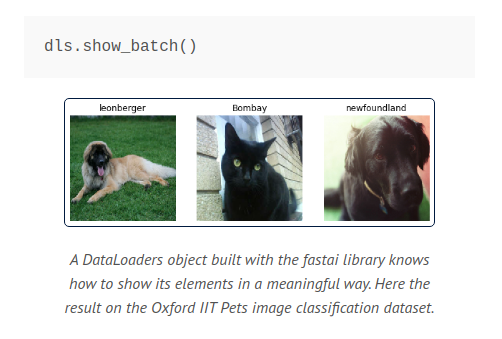 dls.show_batch()
leonberger
Bombay
newfoundland
A DataLoaders object built with the fastai library knows
how to show its elements in a meaningful way. Here the
result on the Oxford IIT Pets image classification dataset.